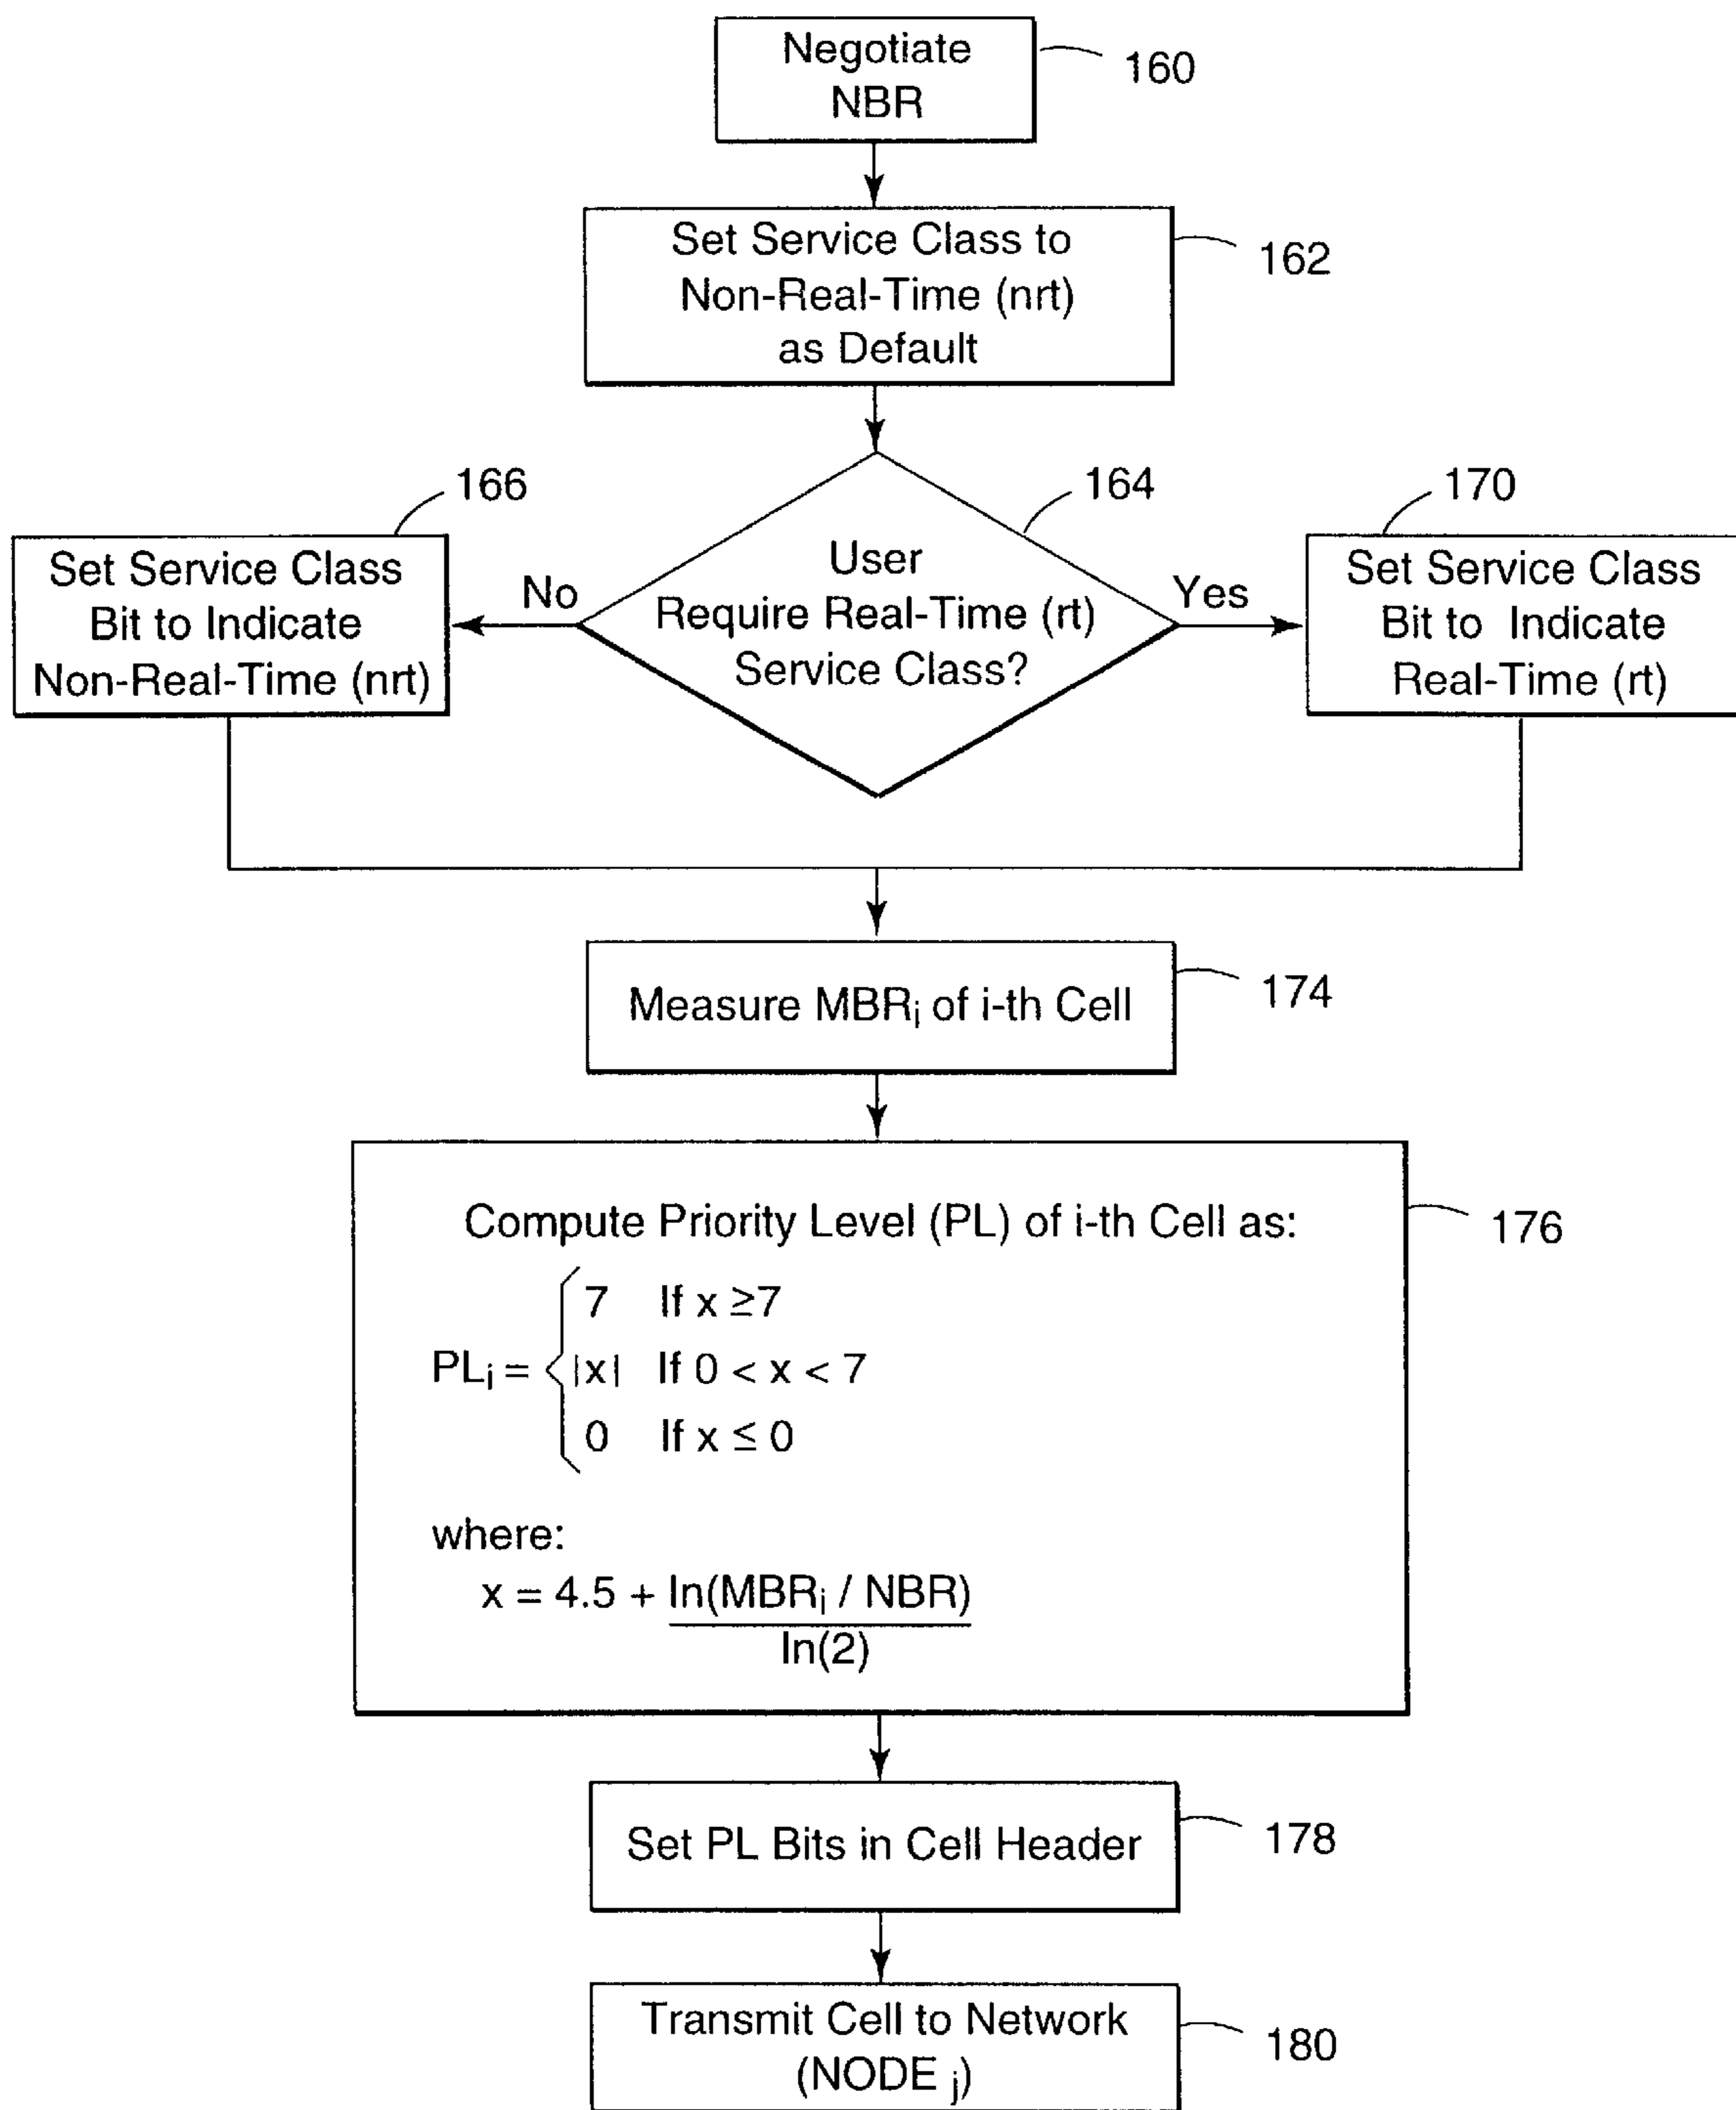 Negotiate
NBR
160
Set Service Class to
Non-Real-Time (nrt)
as Default
162
166
164
170
Set Service Class
Bit to Indicate
Non-Real-Time (nrt)
No
User
Require Real-Time (rt)
Service Class?
Yes
Set Service Class
Bit to Indicate
Real-Time (rt)
Measure MBRi of i-th Cell
174
Compute Priority Level (PL) of i-th Cell as:
176
7 If x ≥7
PLi = { |x| If 0 < x < 7
0 If x ≤ 0
where:
x = 4.5 + ln(MBRi / NBR)
ln(2)
Set PL Bits in Cell Header
178
Transmit Cell to Network
(NODE j)
180